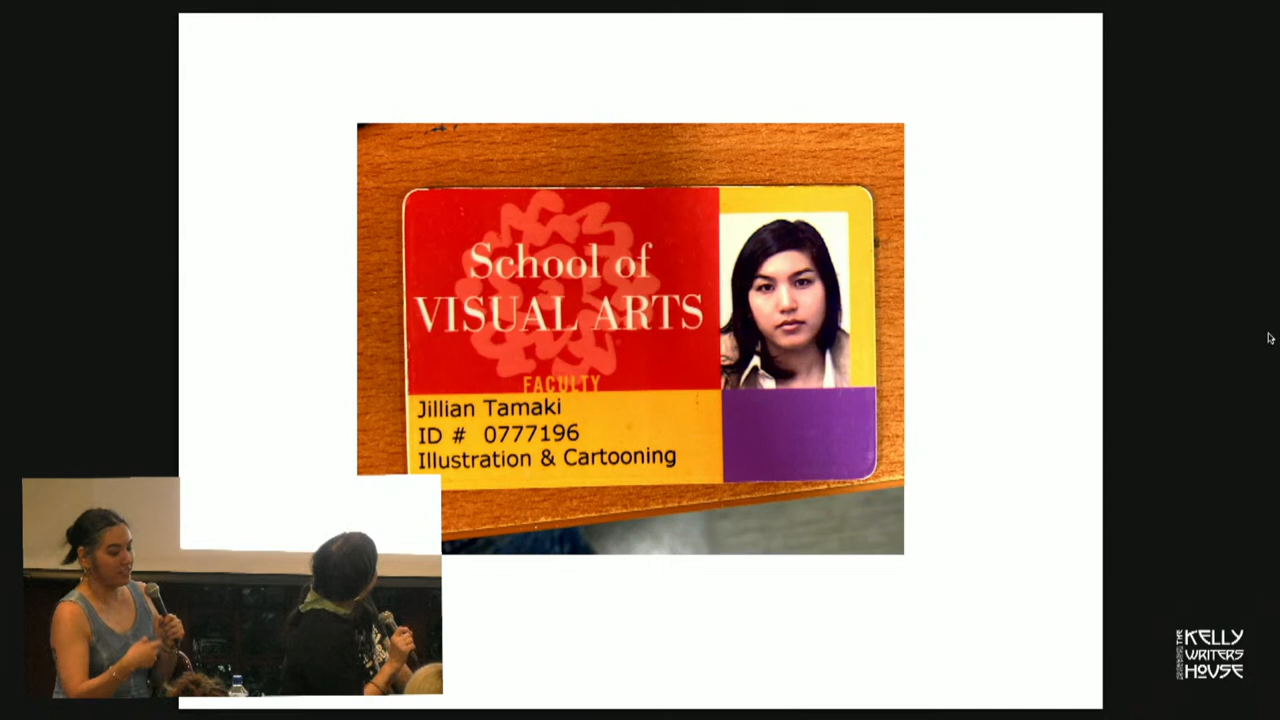 School of
VISUAL ARTS
FACULTY
Jillian Tamaki
ID # 0777196
Illustration & Cartooning
THE
KELLY
WRITERS
HOUSE